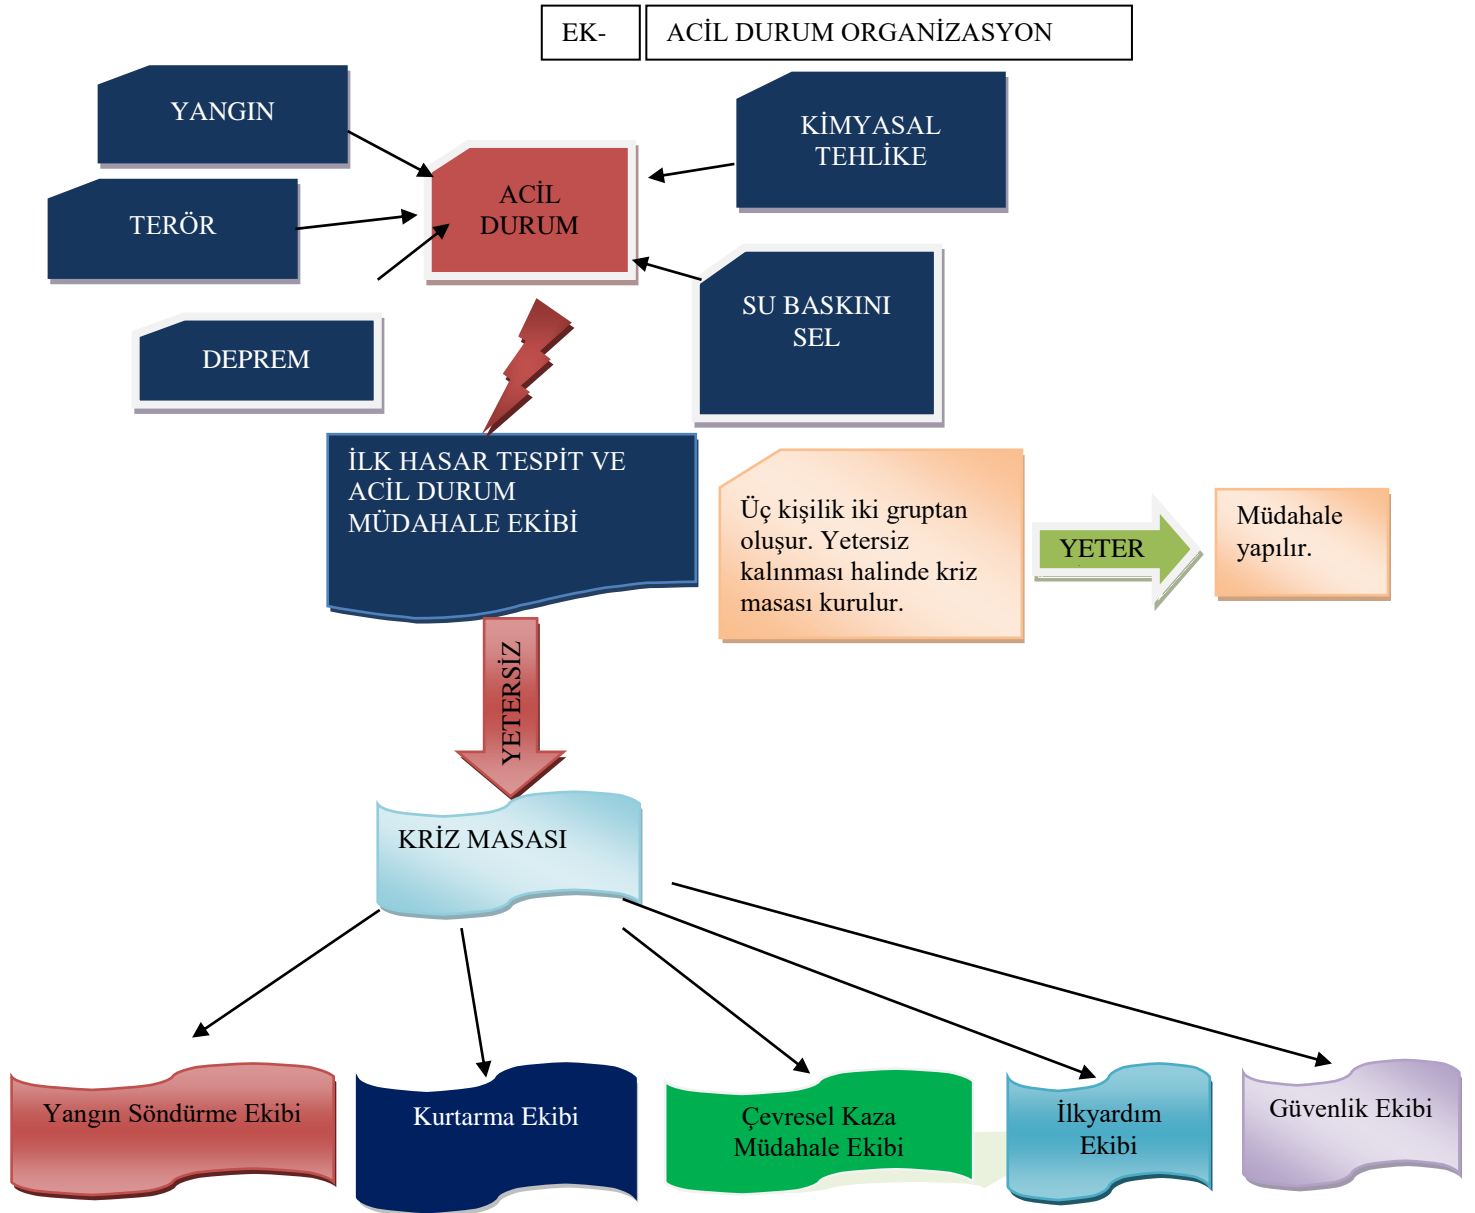 EK-
ACİL DURUM ORGANİZASYON
YANGIN
KİMYASAL
TEHLİKE
ACİL
DURUM
TERÖR
SU BASKINI
SEL
DEPREM
İLK HASAR TESPİT VE
ACİL DURUM
MÜDAHALE EKİBİ
Üç kişilik iki gruptan
oluşur. Yetersiz
kalınması halinde kriz
masası kurulur.
YETER
Müdahale
yapılır.
YETERSİZ
KRİZ MASASI
Yangın Söndürme Ekibi
Kurtarma Ekibi
Çevresel Kaza
Müdahale Ekibi
İlkyardım
Ekibi
Güvenlik Ekibi